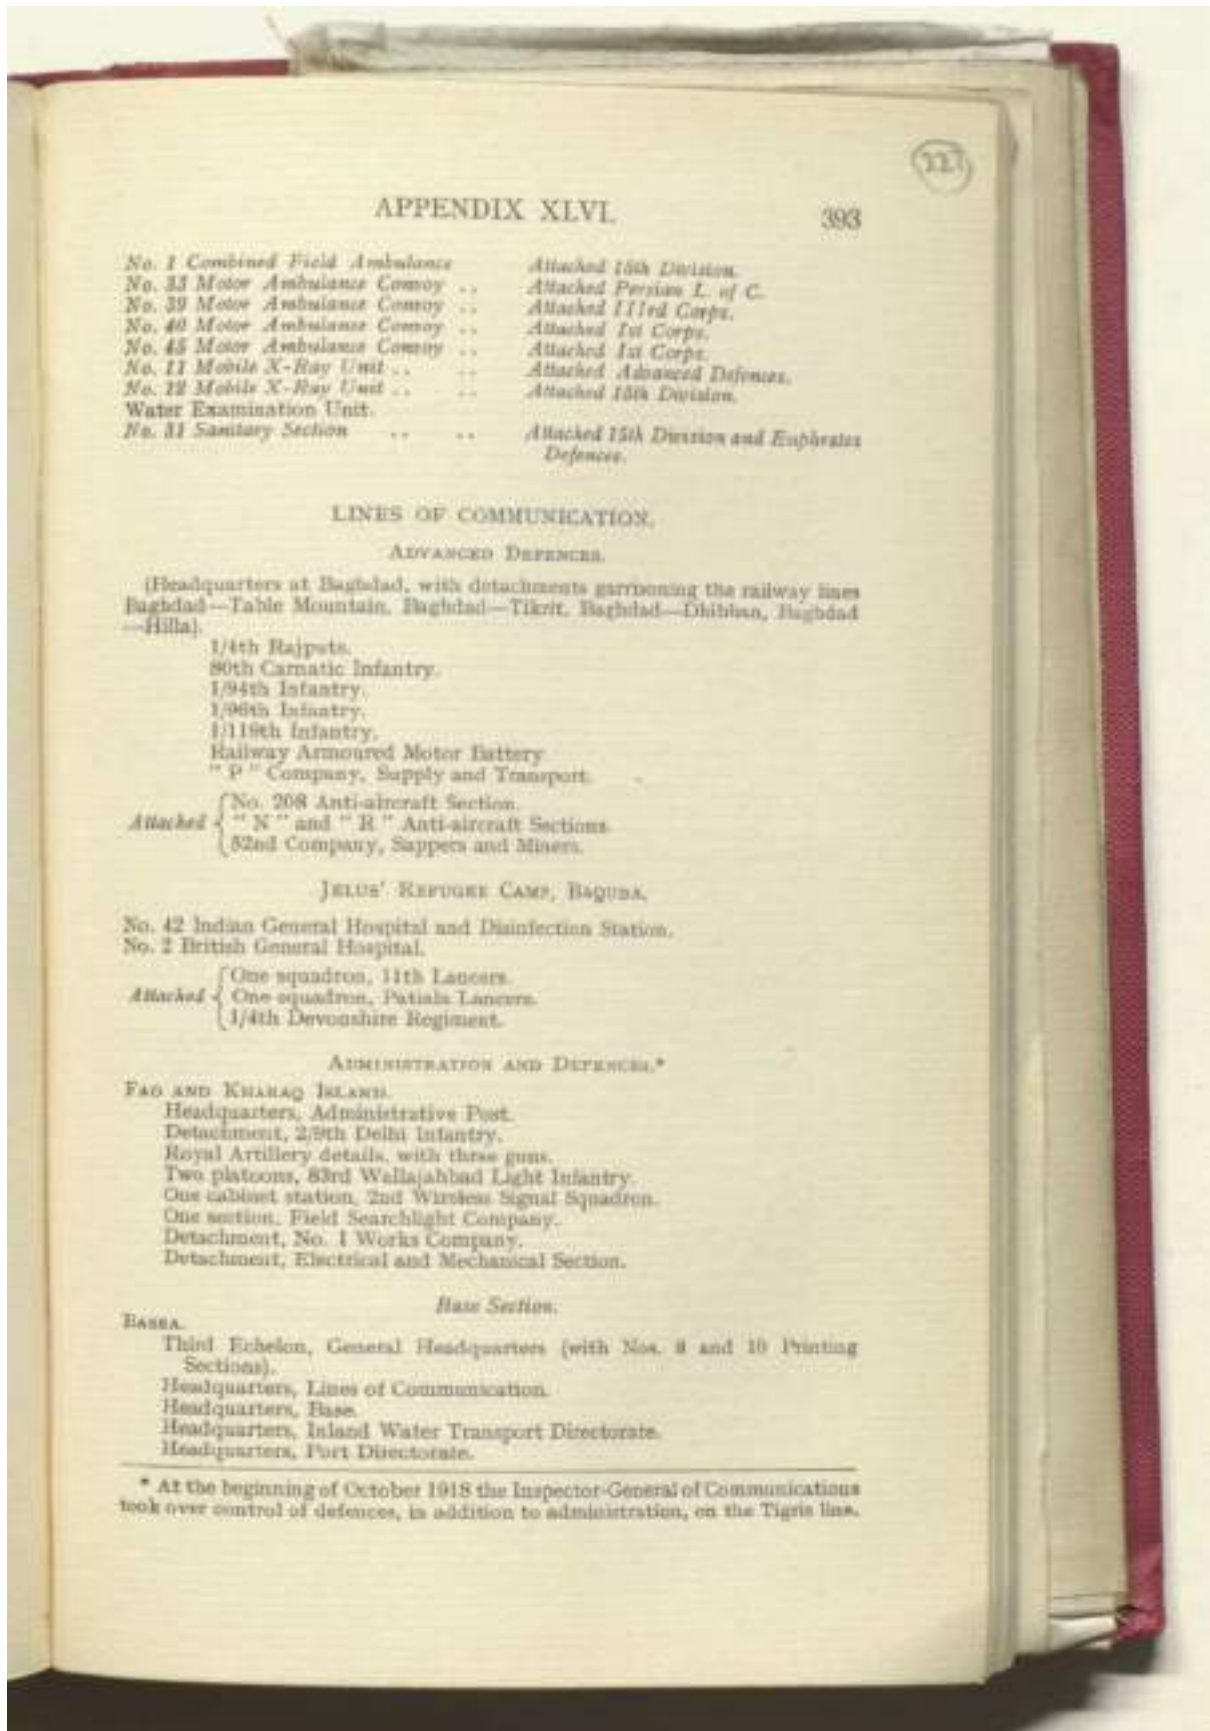 227
APPENDIX XLVI.
393
No. 1 Combined Field Ambulance Attached 15th Division.
No. 33 Motor Ambulance Convoy .. Attached Persian L. of C.
No. 39 Motor Ambulance Convoy .. Attached IIIrd Corps.
No. 40 Motor Ambulance Convoy .. Attached 1st Corps.
No. 45 Motor Ambulance Convoy .. Attached 1st Corps.
No. 11 Mobile X-Ray Unit .. .. Attached Advanced Defences.
No. 12 Mobile X-Ray Unit .. .. Attached 15th Division.
Water Examination Unit.
No. 31 Sanitary Section .. .. Attached 15th Division and Euphrates
Defences.
LINES OF COMMUNICATION.
ADVANCED DEFENCES.
(Headquarters at Baghdad, with detachments garrisoning the railway lines
Baghdad—Table Mountain, Baghdad—Tikrit, Baghdad—Dhibban, Baghdad
—Hilla).
1/4th Rajputs.
80th Carnatic Infantry.
1/94th Infantry.
1/96th Infantry.
1/119th Infantry.
Railway Armoured Motor Battery
" P " Company, Supply and Transport.
No. 208 Anti-aircraft Section.
Attached { " N " and " R " Anti-aircraft Sections.
52nd Company, Sappers and Miners.
JELUS' REFUGEE CAMP, BAQUBA.
No. 42 Indian General Hospital and Disinfection Station.
No. 2 British General Hospital.
One squadron, 11th Lancers.
Attached { One squadron, Patiala Lancers.
1/4th Devonshire Regiment.
ADMINISTRATION AND DEFENCES.*
FAO AND KHARAQ ISLAND.
Headquarters, Administrative Post.
Detachment, 2/9th Delhi Infantry.
Royal Artillery details, with three guns.
Two platoons, 83rd Wallajahbad Light Infantry.
One cabinet station, 2nd Wireless Signal Squadron.
One section, Field Searchlight Company.
Detachment, No. 1 Works Company.
Detachment, Electrical and Mechanical Section.
Base Section.
BASRA.
Third Echelon, General Headquarters (with Nos. 8 and 10 Printing
Sections).
Headquarters, Lines of Communication.
Headquarters, Base.
Headquarters, Inland Water Transport Directorate.
Headquarters, Port Directorate.
* At the beginning of October 1918 the Inspector-General of Communications
took over control of defences, in addition to administration, on the Tigris line.